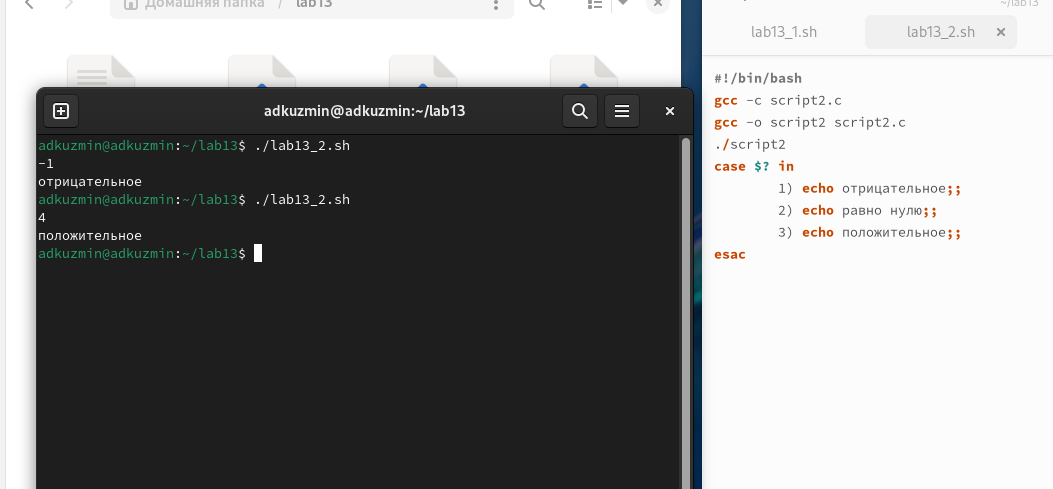 Домашняя папка / lab13
~/lab13
lab13_1.sh lab13_2.sh
adkuzmin@adkuzmin:~/lab13
adkuzmin@adkuzmin:~/lab13$ ./lab13_2.sh
-1
отрицательное
adkuzmin@adkuzmin:~/lab13$ ./lab13_2.sh
4
положительное
adkuzmin@adkuzmin:~/lab13$
#!/bin/bash
gcc -c script2.c
gcc -o script2 script2.c
./script2
case $? in
1) echo отрицательное;;
2) echo равно нулю;;
3) echo положительное;;
esac